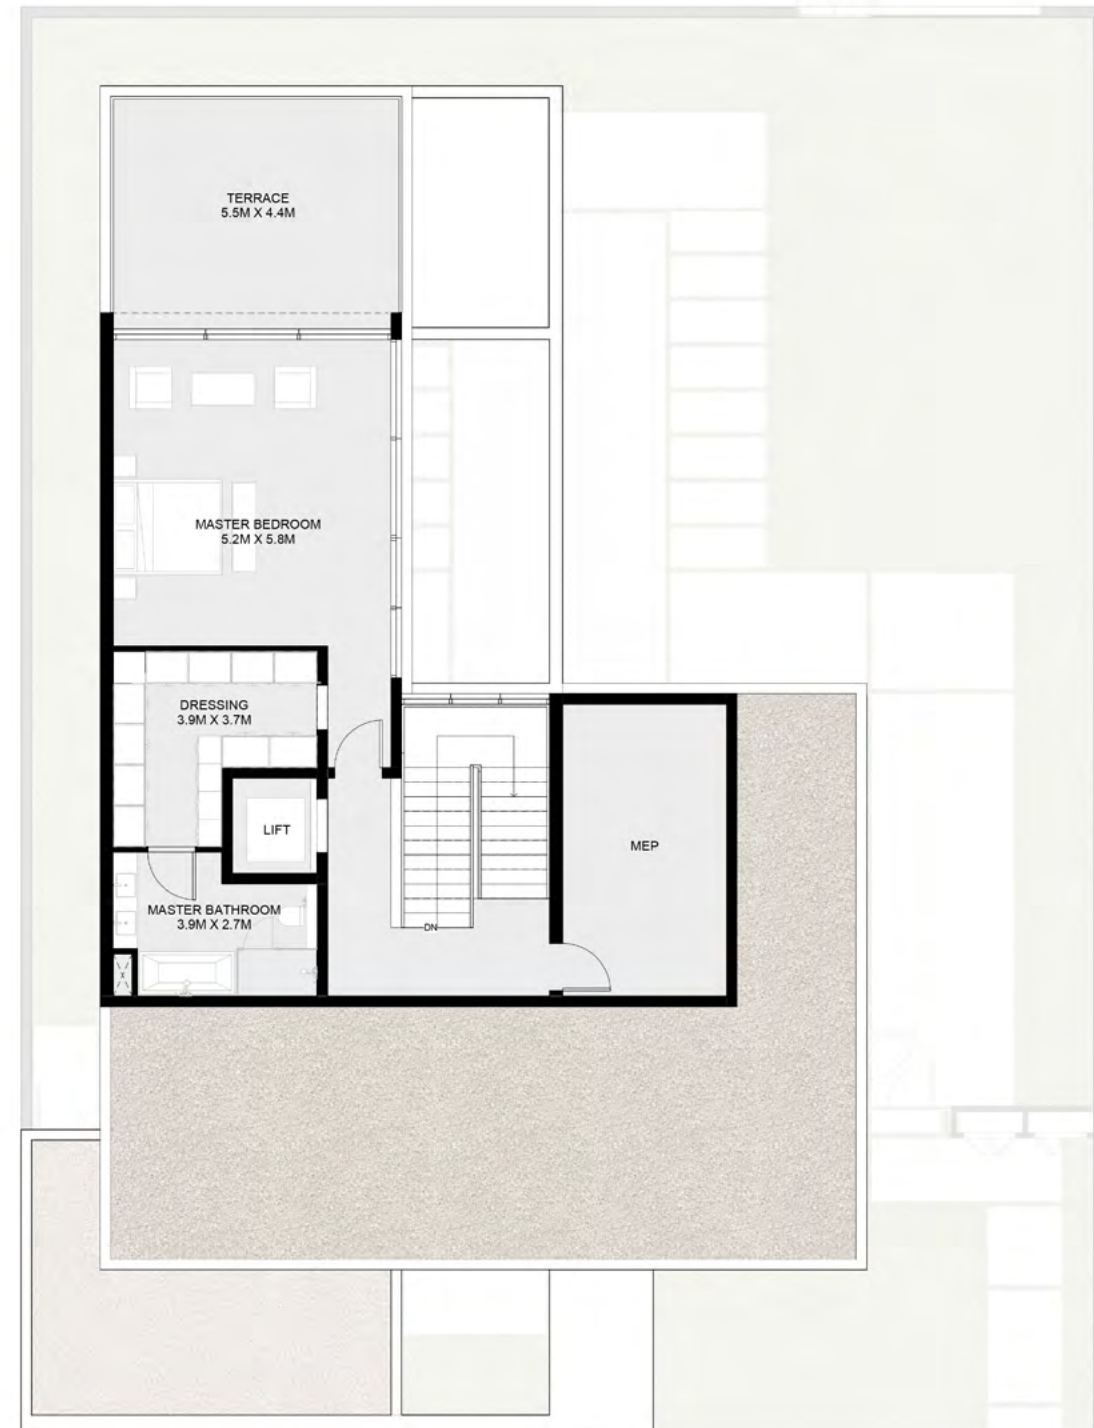 TERRACE
5.5M X 4.4M
MASTER BEDROOM
5.2M X 5.8M
DRESSING
3.9M X 3.7M
LIFT
MEP
MASTER BATHROOM
3.9M X 2.7M
DN